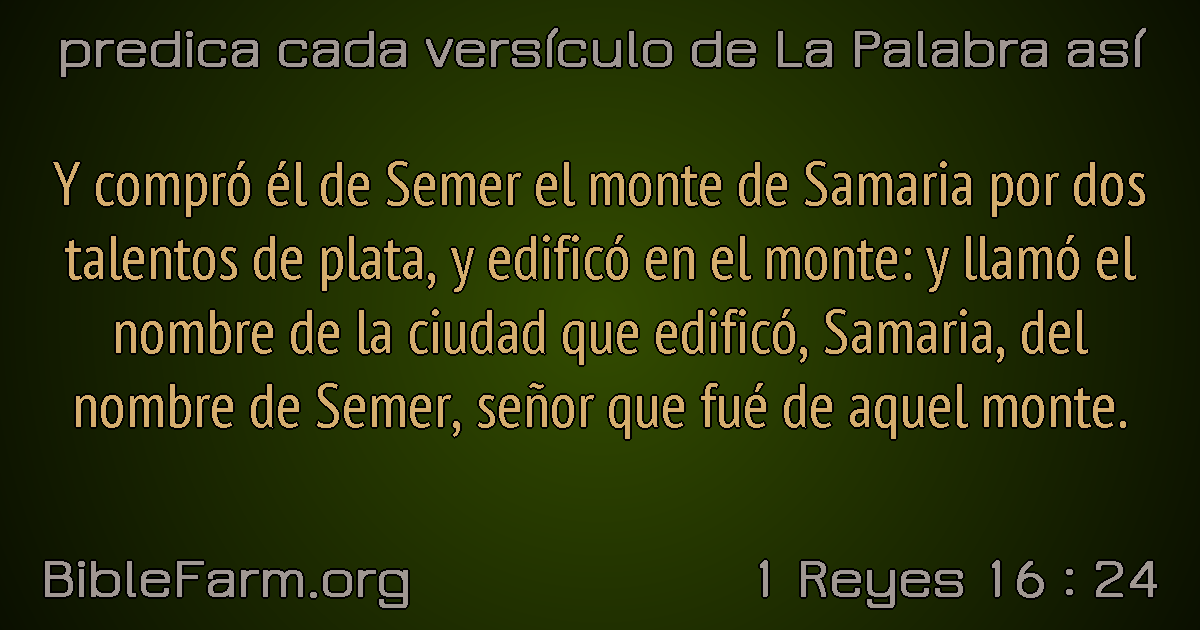 predica cada versículo de La Palabra así
Y compró él de Semer el monte de Samaria por dos
talentos de plata, y edificó en el monte: y llamó el
nombre de la ciudad que edificó, Samaria, del
nombre de Semer, señor que fué de aquel monte.
BibleFarm.org
1 Reyes 16 : 24